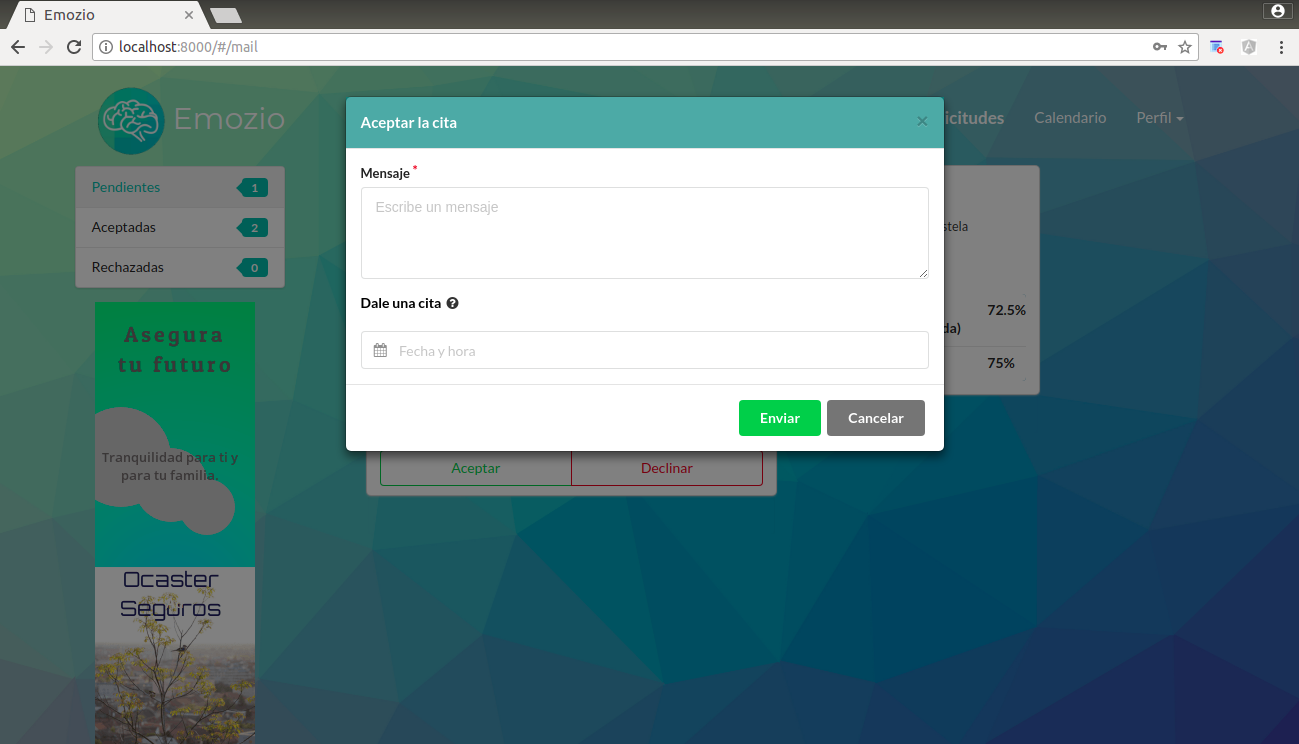 Emozio
localhost:8000/#/mail
Emozio
icitudes
Calendario
Perfil
Pendientes 1
Aceptadas 2
Rechazadas 0
Asegura
tu futuro
Tranquilidad para ti y
para tu familia.
Ocaster
Seguros
Aceptar la cita ×
Mensaje *
Escribe un mensaje
Dale una cita ?
Fecha y hora
Enviar
Cancelar
stela
72.5%
da)
75%
Aceptar
Declinar